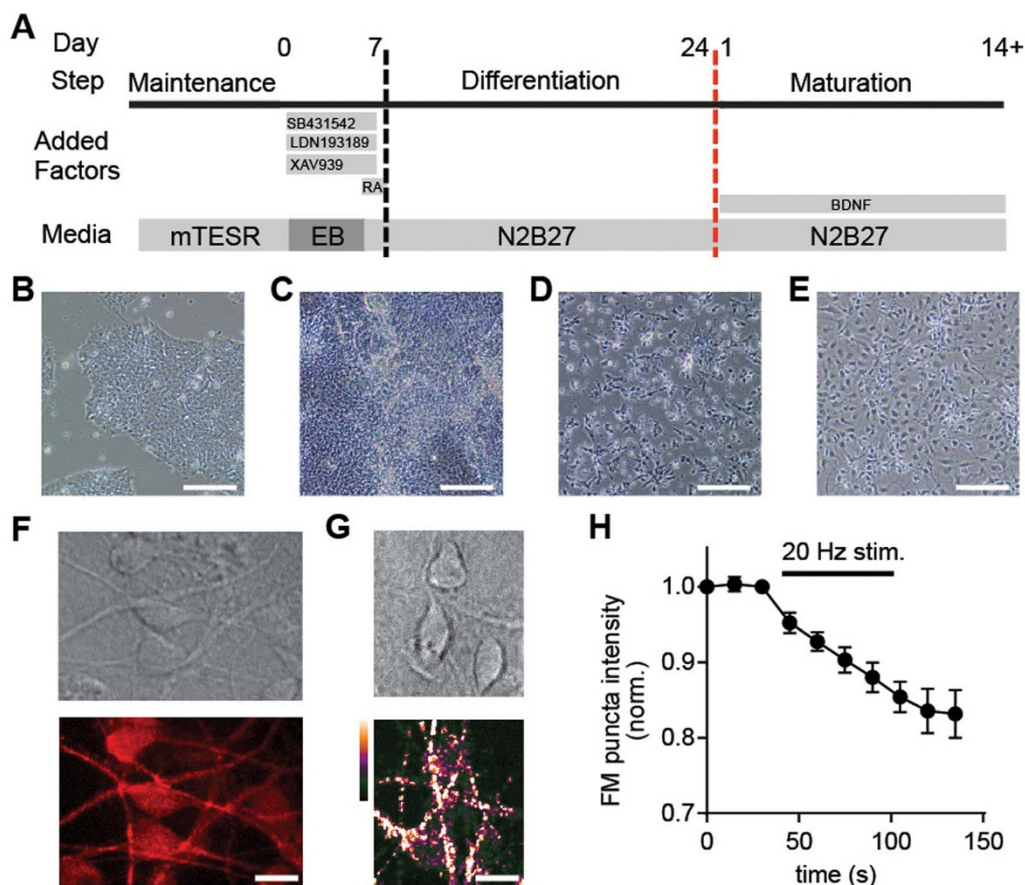 A
Day 0 7 24 1 14+
Step Maintenance Differentiation Maturation
Added Factors
SB431542
LDN193189
XAV939
RA
BDNF
Media mTESR EB N2B27 N2B27
B C D E
F G H
20 Hz stim.
FM puncta intensity
(norm.)
1.0
0.9
0.8
0.7
0 50 100 150
time (s)